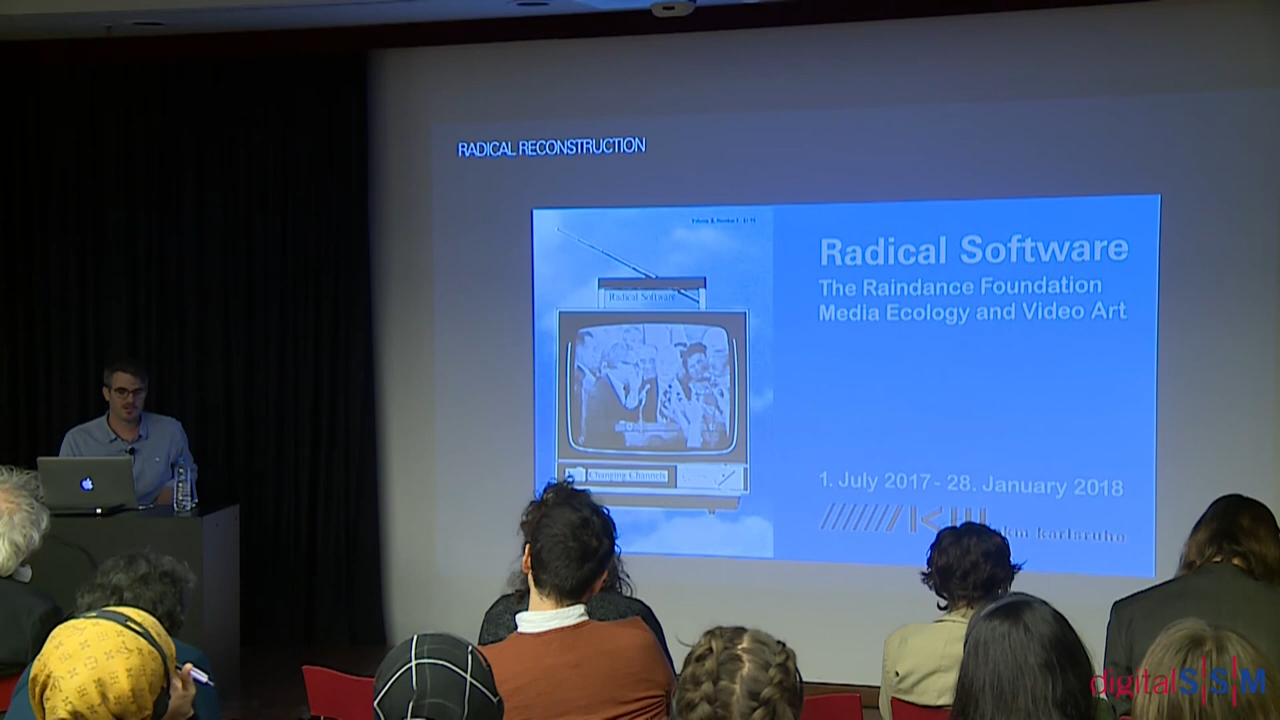 RADICAL RECONSTRUCTION
Radical Software
Changing Channels
Radical Software
The Raindance Foundation
Media Ecology and Video Art
1. July 2017 - 28. January 2018
zkm karlsruhe
digitalSSM